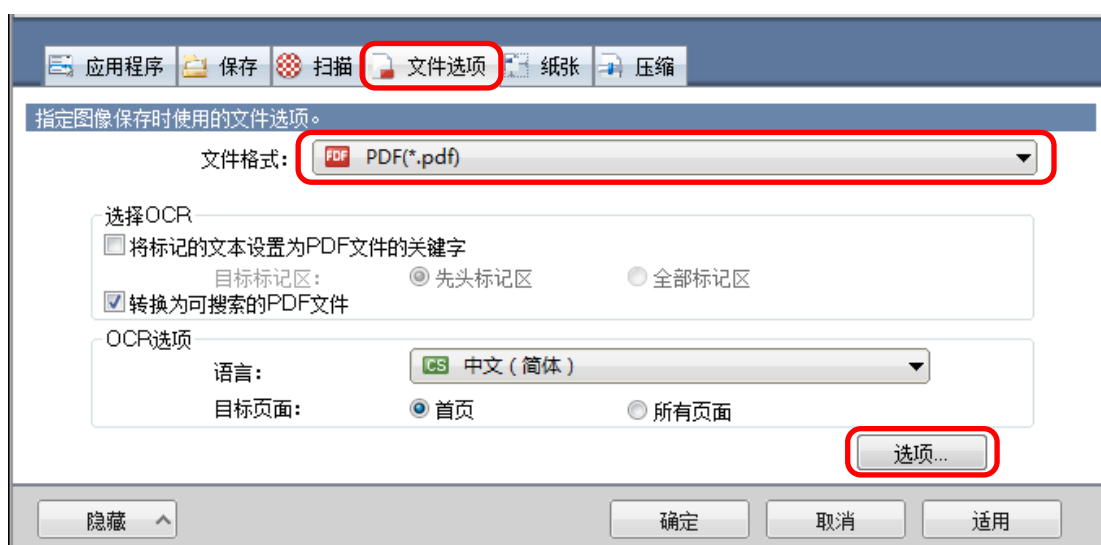 应用程序 保存 扫描 文件选项 纸张 压缩
指定图像保存时使用的文件选项。
文件格式： PDF PDF(*.pdf)
选择OCR
将标记的文本设置为PDF文件的关键字
目标标记区： 先头标记区 全部标记区
转换为可搜索的PDF文件
OCR选项
语言： CS 中文 ( 简体 )
目标页面： 首页 所有页面
选项...
隐藏 确定 取消 适用